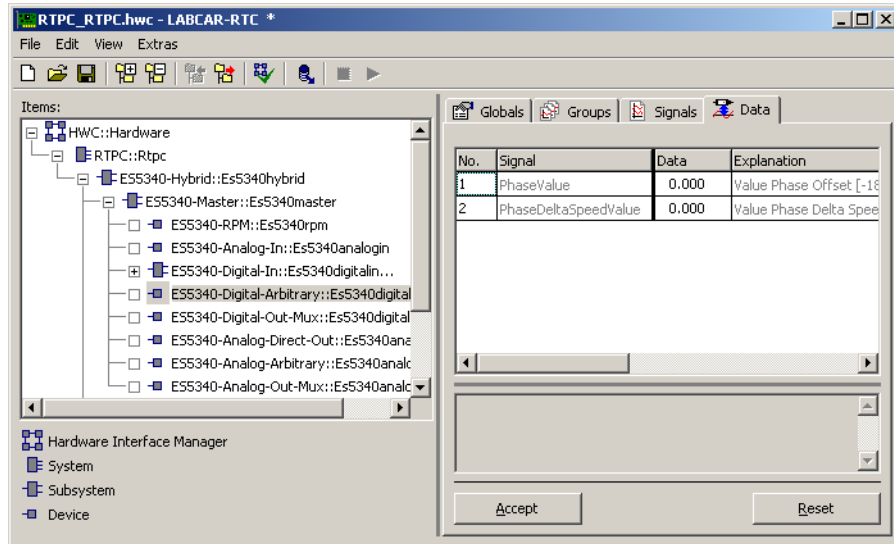 RTPC_RTPC.hwc - LABCAR-RTC *
File Edit View Extras
Items:
HWC::Hardware
RTPC::Rtpc
ES5340-Hybrid::Es5340hybrid
ES5340-Master::Es5340master
ES5340-RPM::Es5340rpm
ES5340-Analog-In::Es5340analogin
ES5340-Digital-In::Es5340digitalin...
ES5340-Digital-Arbitrary::Es5340digital
ES5340-Digital-Out-Mux::Es5340digital
ES5340-Analog-Direct-Out::Es5340ana
ES5340-Analog-Arbitrary::Es5340analo
ES5340-Analog-Out-Mux::Es5340analo
Hardware Interface Manager
System
Subsystem
Device
Globals Groups Signals Data
No. Signal Data Explanation
1 PhaseValue 0.000 Value Phase Offset [-18
2 PhaseDeltaSpeedValue 0.000 Value Phase Delta Spee
Accept Reset